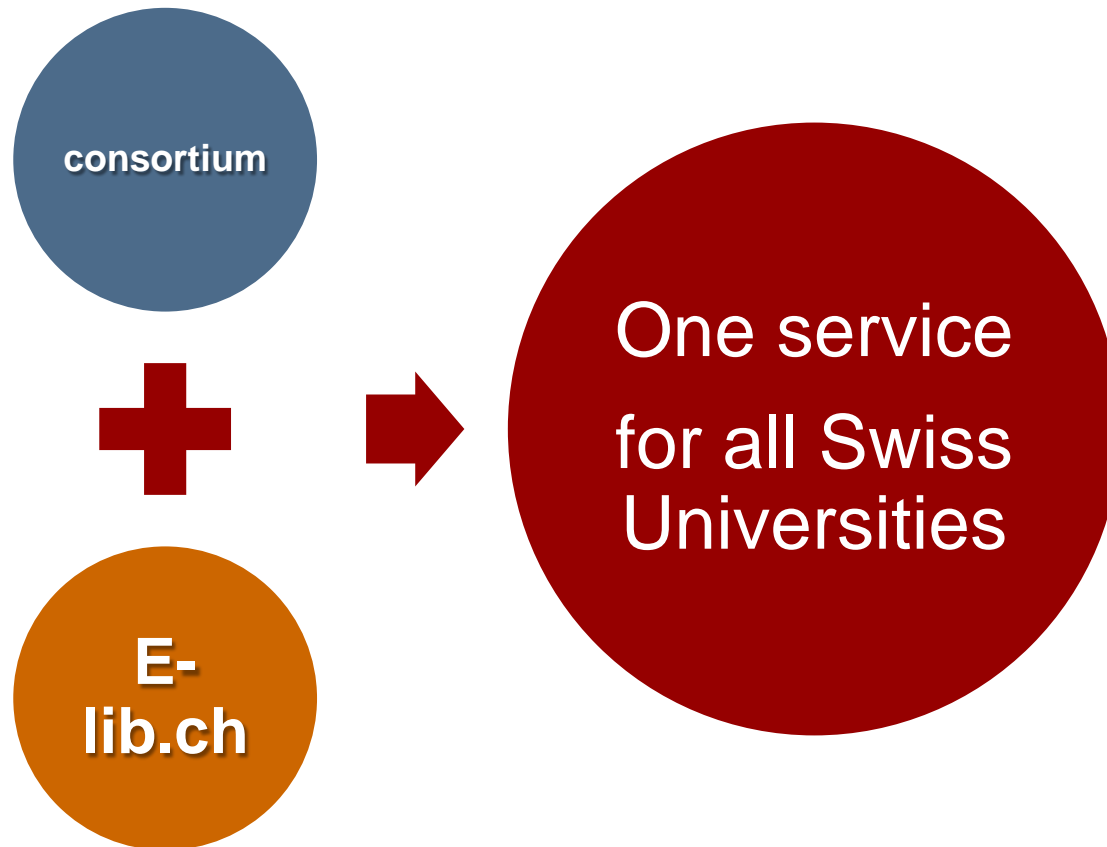 consortium
E-
lib.ch
One service
for all Swiss
Universities